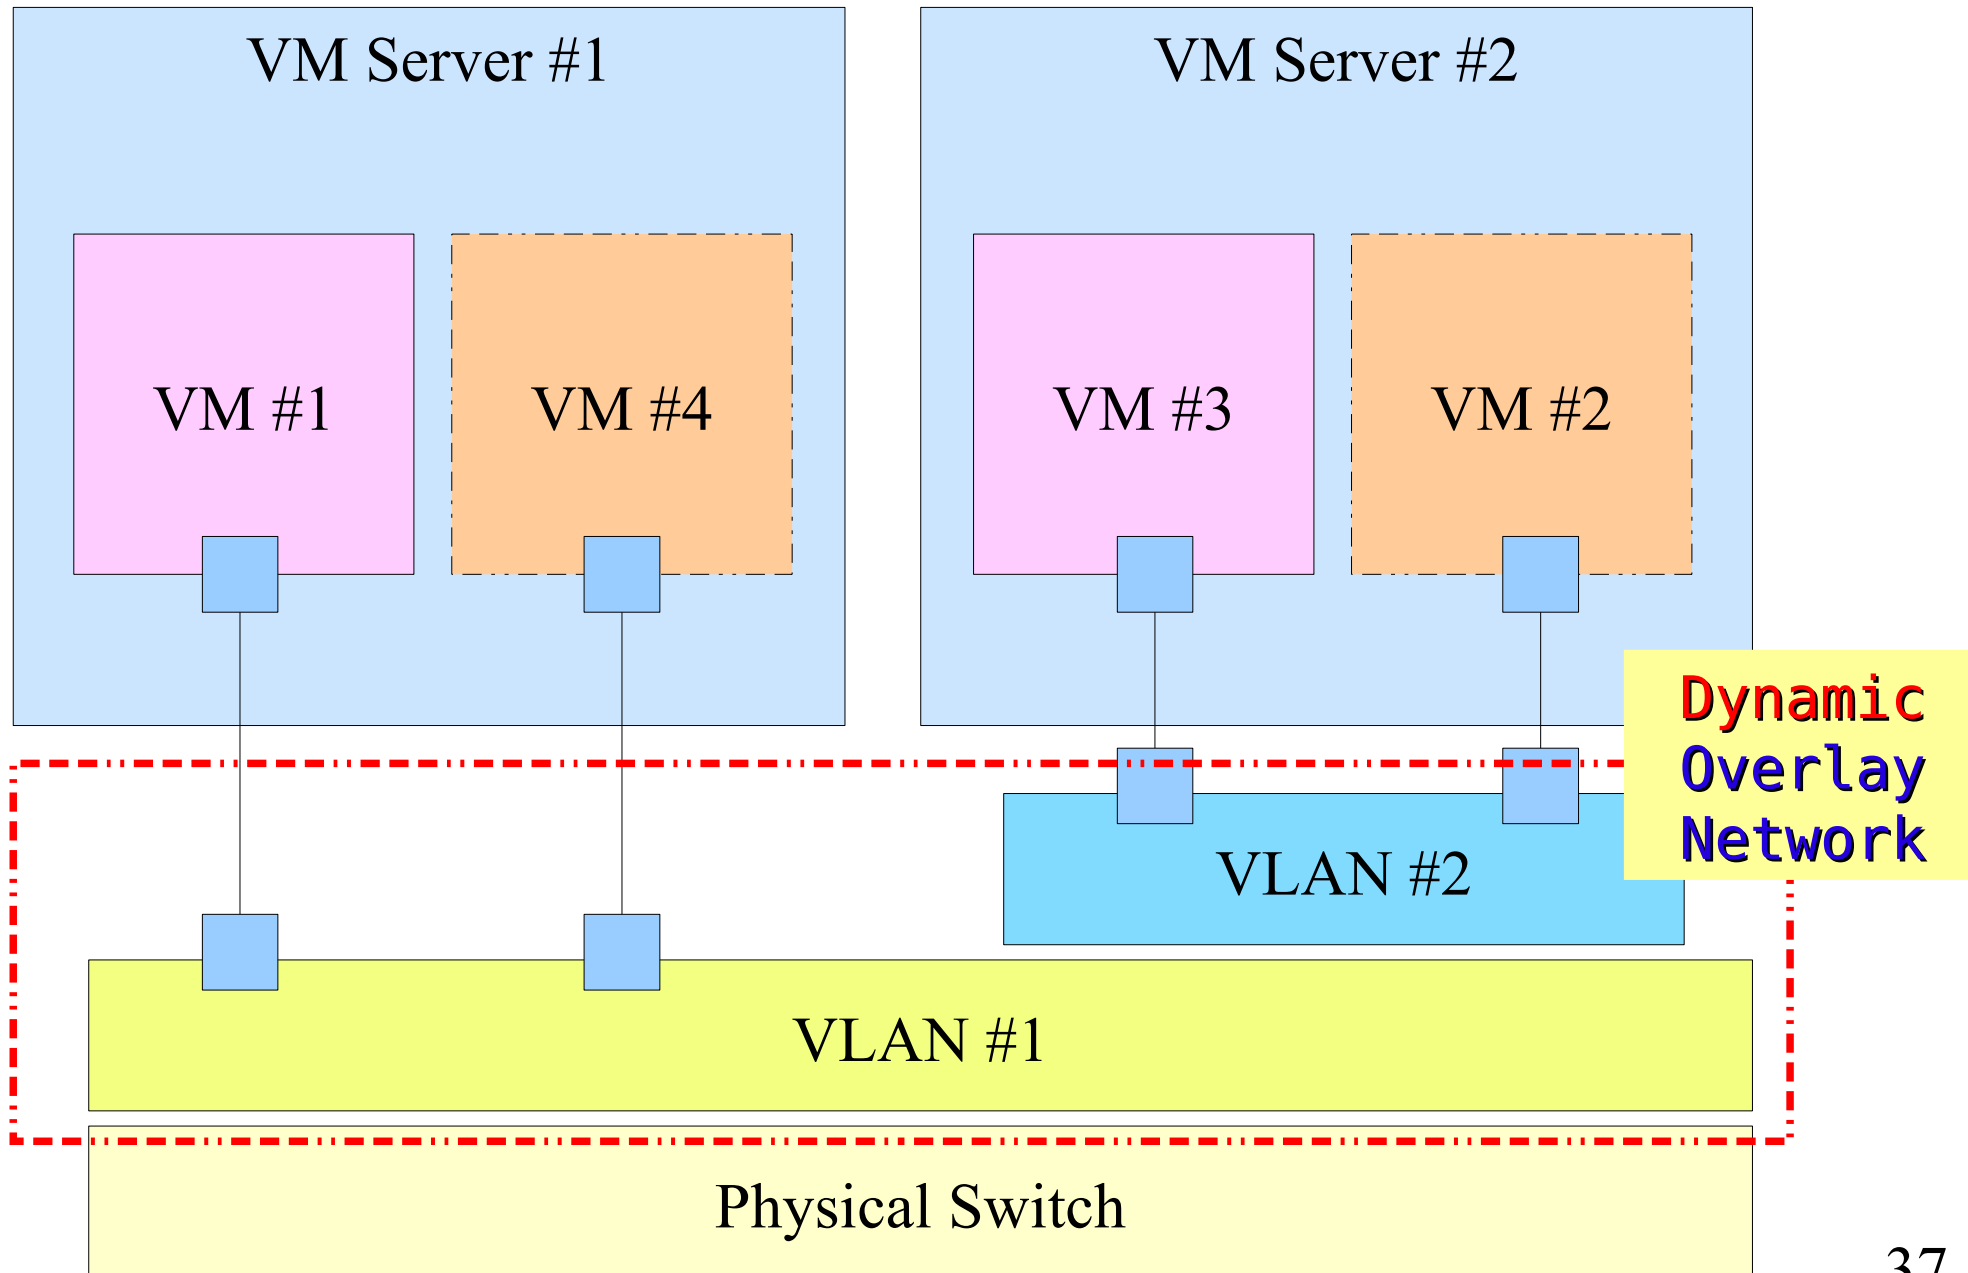 VM Server #1
VM Server #2
VM #1
VM #4
VM #3
VM #2
Dynamic
Overlay
Network
VLAN #2
VLAN #1
Physical Switch
37